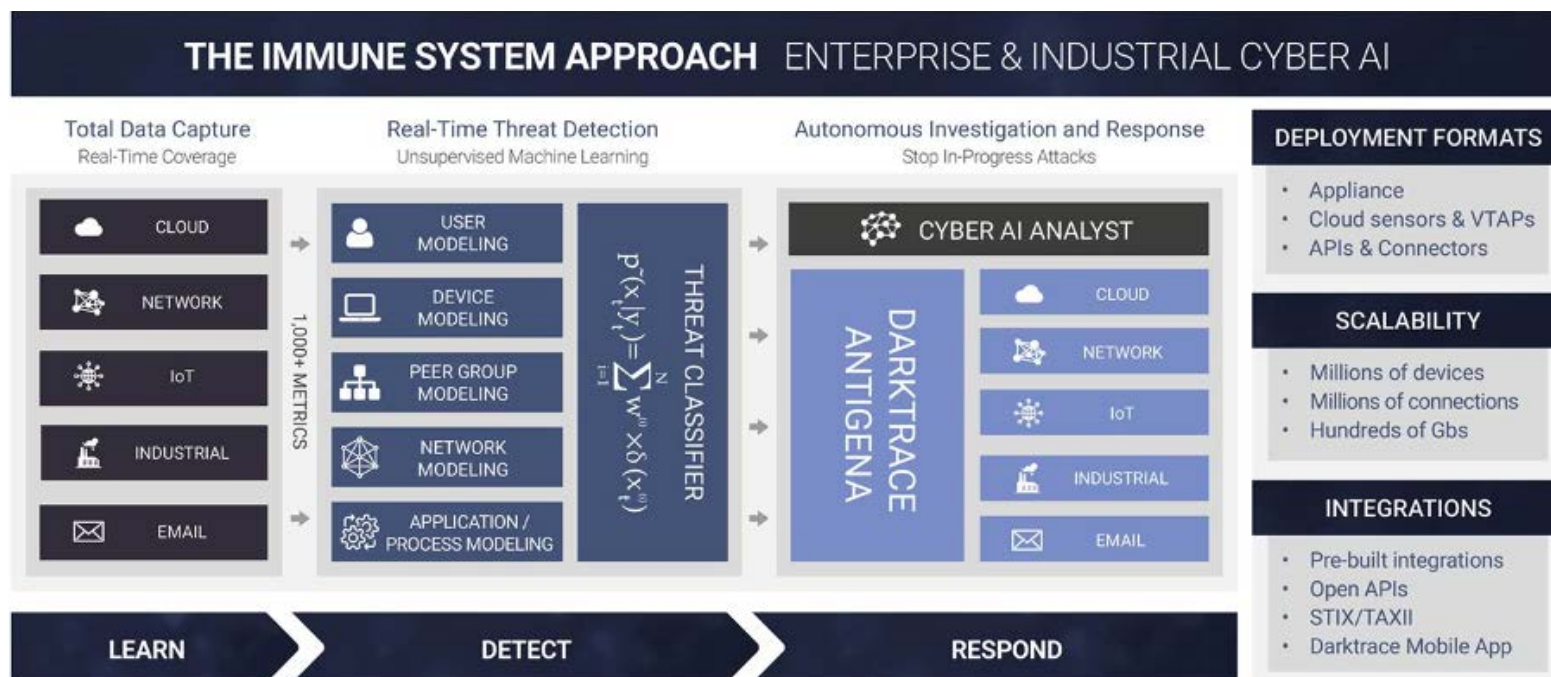 THE IMMUNE SYSTEM APPROACH ENTERPRISE & INDUSTRIAL CYBER AI
Total Data Capture
Real-Time Coverage
CLOUD
NETWORK
IoT
INDUSTRIAL
EMAIL
1,000+ METRICS
Real-Time Threat Detection
Unsupervised Machine Learning
USER
MODELING
DEVICE
MODELING
PEER GROUP
MODELING
NETWORK
MODELING
APPLICATION /
PROCESS MODELING
THREAT CLASSIFIER
p~(x_t|y_t)=∑_{i=1}^{N} w^{(i)} × δ(x_t^{(i)})
Autonomous Investigation and Response
Stop In-Progress Attacks
CYBER AI ANALYST
DARKTRACE
ANTIGENA
CLOUD
NETWORK
IoT
INDUSTRIAL
EMAIL
LEARN
DETECT
RESPOND
DEPLOYMENT FORMATS
• Appliance
• Cloud sensors & VTAPs
• APIs & Connectors
SCALABILITY
• Millions of devices
• Millions of connections
• Hundreds of Gbs
INTEGRATIONS
• Pre-built integrations
• Open APIs
• STIX/TAXII
• Darktrace Mobile App